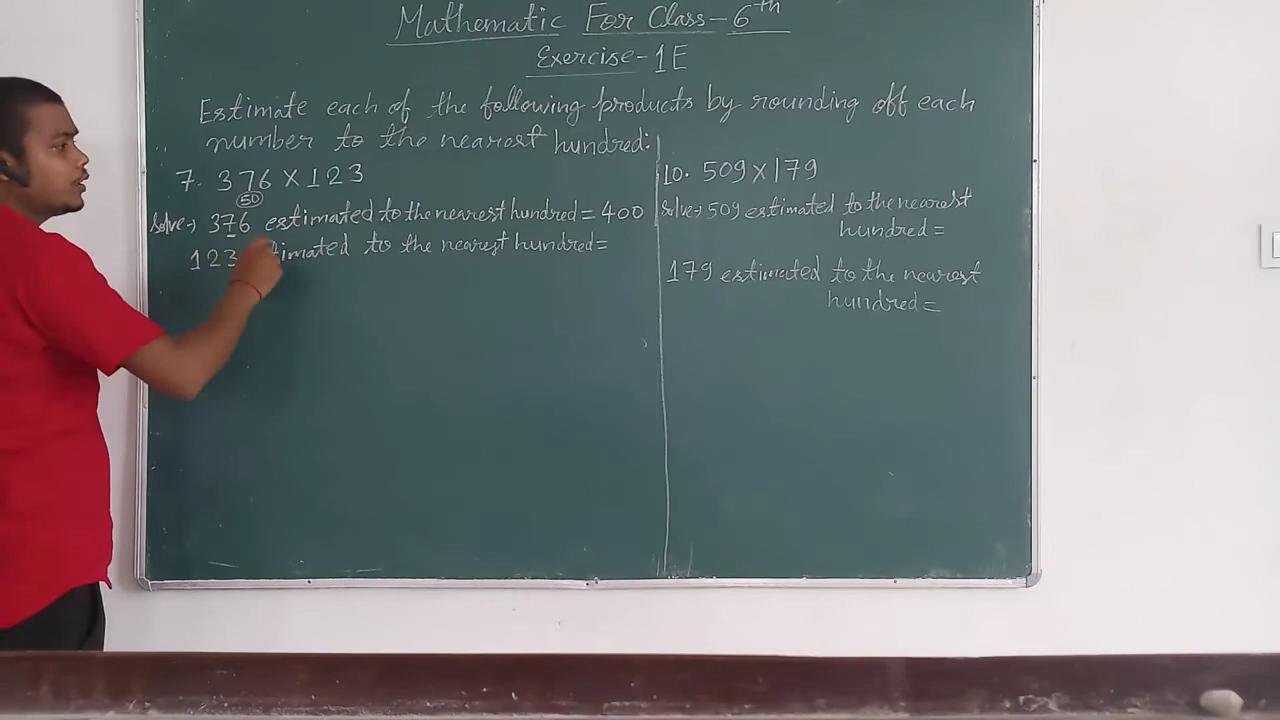 Mathematic For Class-6th
Exercise-1E
Estimate each of the following products by rounding off each
number to the nearest hundred:
7. 376 X 123
50
Solve→ 376 estimated to the nearest hundred = 400
123 estimated to the nearest hundred=
10. 509 X 179
Solve→ 509 estimated to the nearest
hundred =
179 estimated to the nearest
hundred =